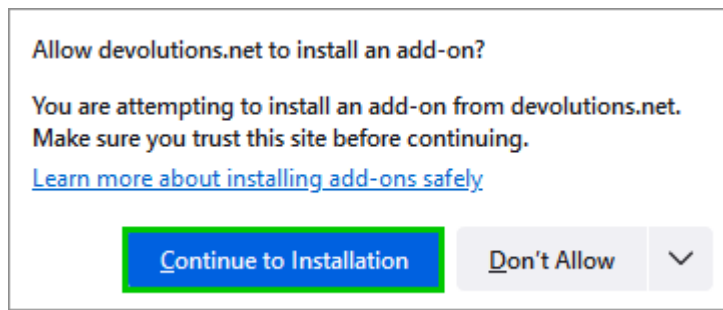 Allow devolutions.net to install an add-on?
You are attempting to install an add-on from devolutions.net.
Make sure you trust this site before continuing.
Learn more about installing add-ons safely
Continue to Installation
Don't Allow